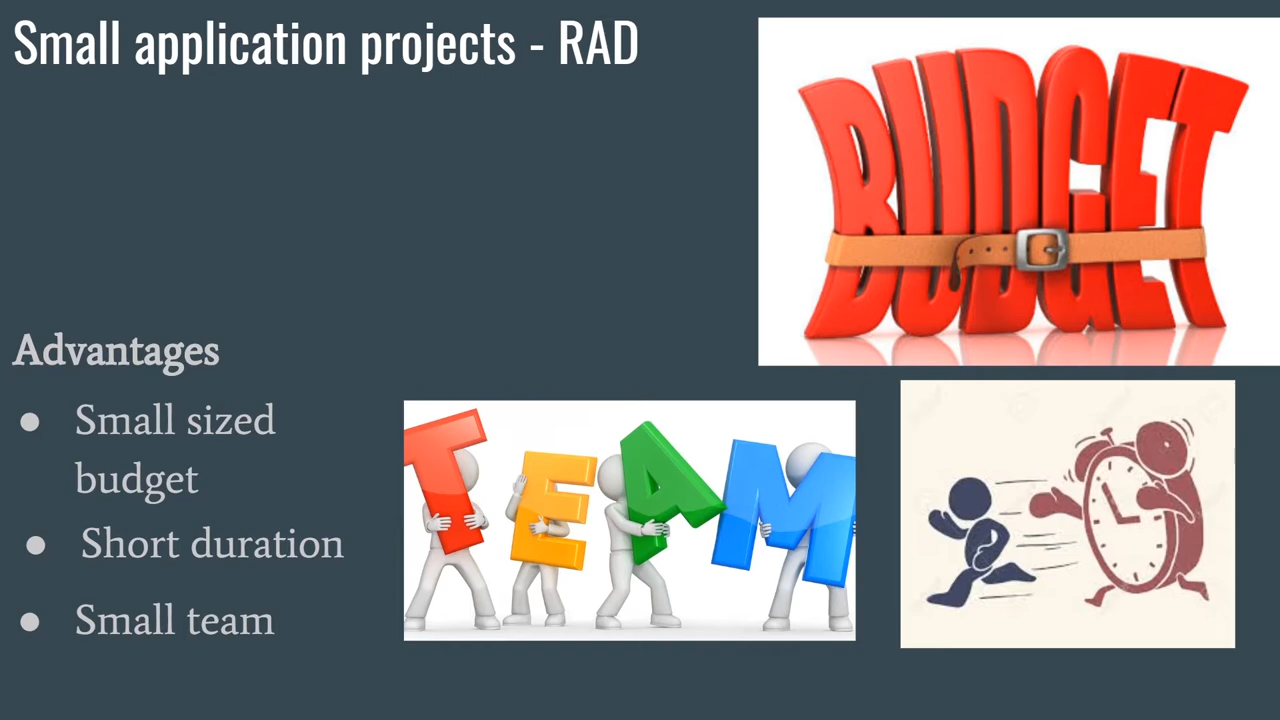 Small application projects - RAD
BUDGET
Advantages
● Small sized
budget
● Short duration
● Small team
TEAM